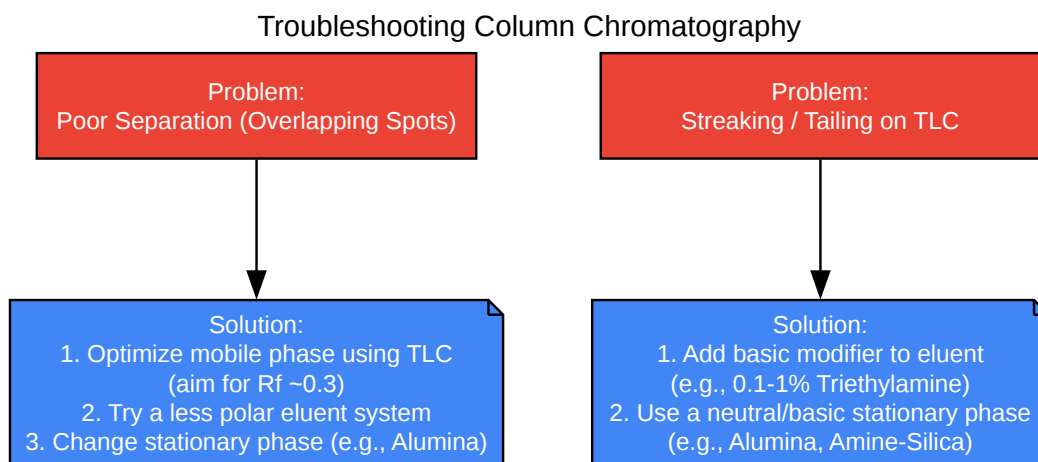 Troubleshooting Column Chromatography
Problem:
Poor Separation (Overlapping Spots)
Problem:
Streaking / Tailing on TLC
Solution:
1. Optimize mobile phase using TLC
(aim for Rf ~0.3)
2. Try a less polar eluent system
3. Change stationary phase (e.g., Alumina)
Solution:
1. Add basic modifier to eluent
(e.g., 0.1-1% Triethylamine)
2. Use a neutral/basic stationary phase
(e.g., Alumina, Amine-Silica)